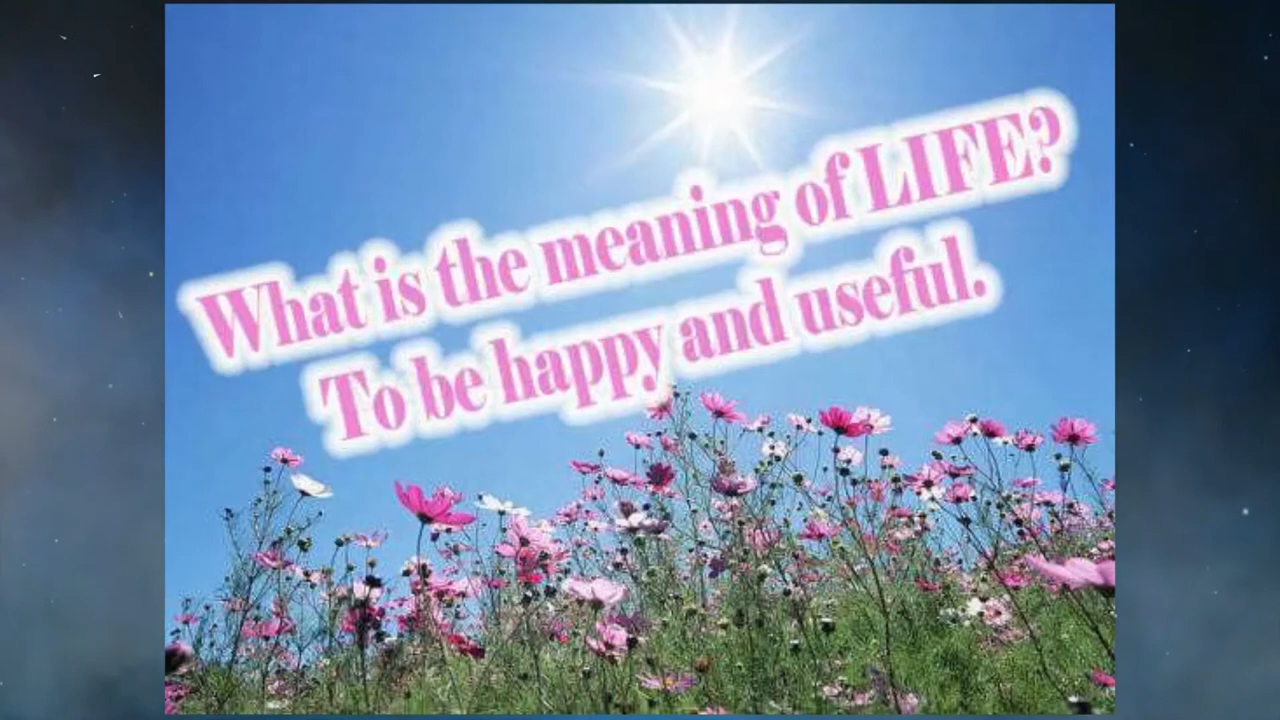 What is the meaning of LIFE?
To be happy and useful.